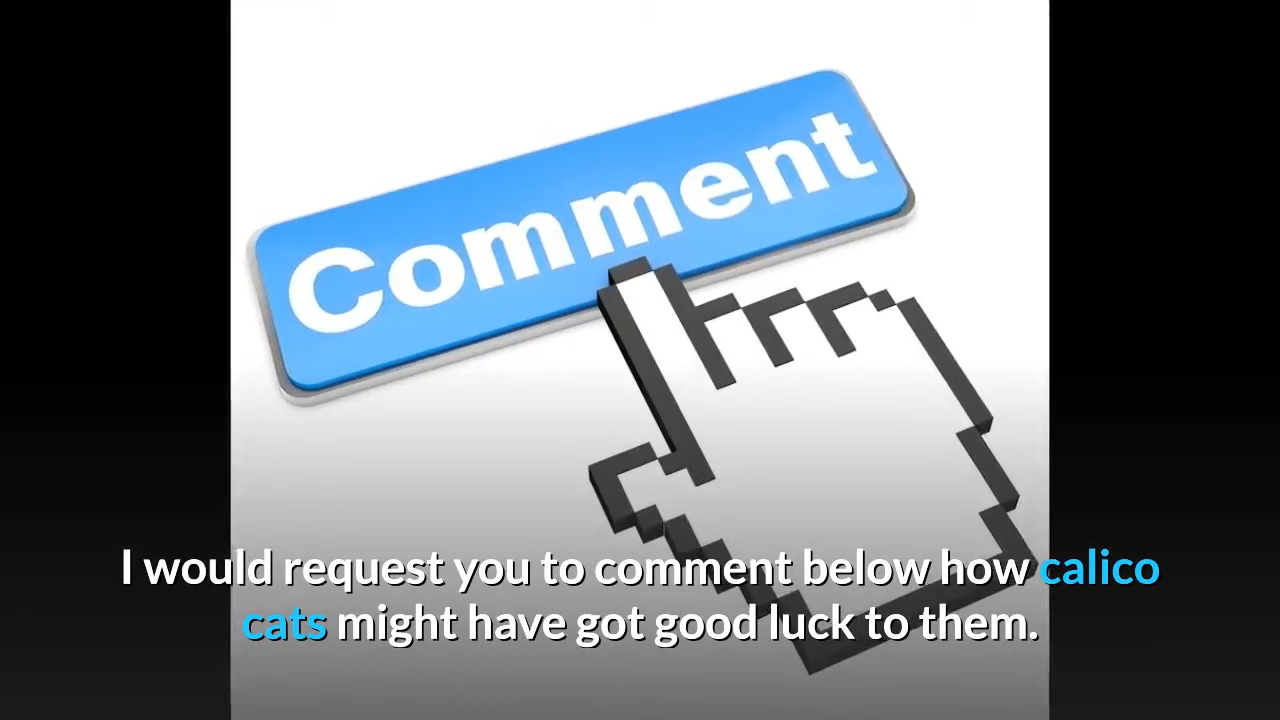 Comment
I would request you to comment below how calico
cats might have got good luck to them.